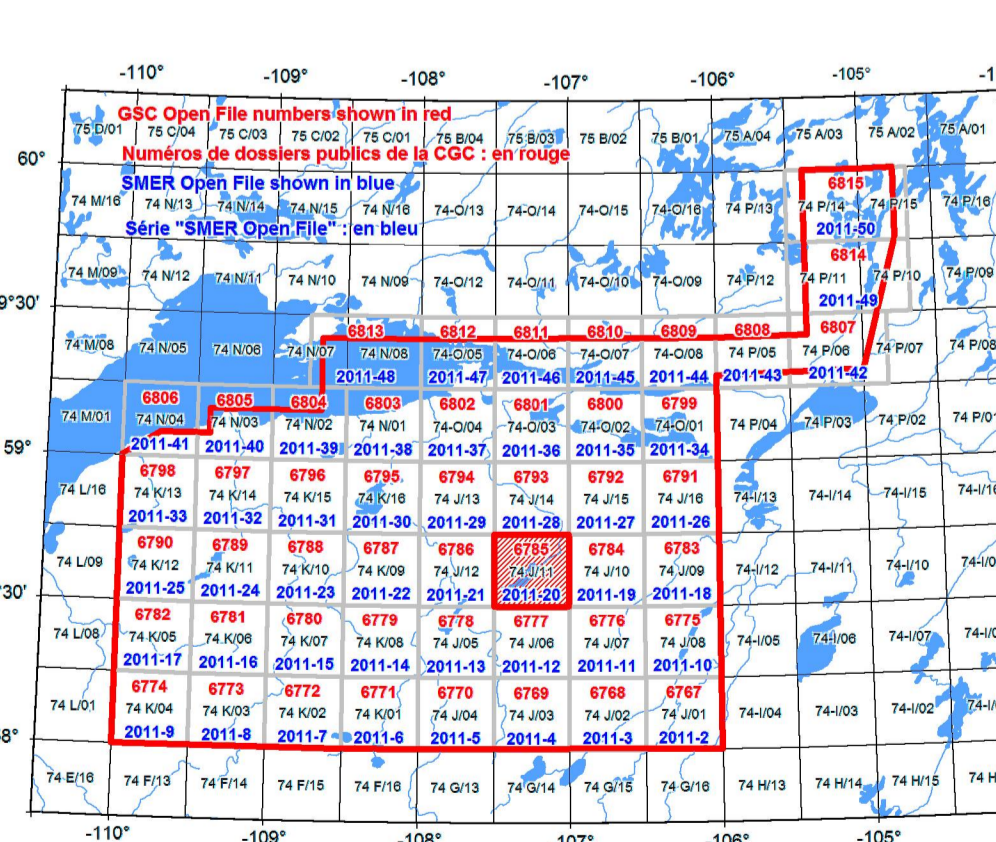 -110° -109° -108° -107° -106° -105° -1
GSC Open File numbers shown in red
75 D/01 75 C/04 75 C/03 75 C/02 75 C/01 75 B/04 75 B/03 75 B/02 75 B/01 75 A/04 75 A/03 75 A/02 75 A/01
Numéros de dossiers publics de la CGC : en rouge
60°
SMER Open File shown in blue
6815
74 M/16 74 N/13 74 N/14 74 N/15 74 N/16 74-O/13 74-O/14 74-O/15 74-O/16 74 P/13 74 P/14 74 P/15 74 P/16
Série "SMER Open File" : en bleu
2011-50
6814
74 M/09 74 N/12 74 N/11 74 N/10 74 N/09 74-O/12 74-O/11 74-O/10 74-O/09 74 P/12 74 P/11 74 P/10 74 P/09
9°30'
2011-49
6813 6812 6811 6810 6809 6808 6807
74 M/08 74 N/05 74 N/06 74 N/07 74 N/08 74-O/05 74-O/06 74-O/07 74-O/08 74 P/05 74 P/06 74 P/07 74 P/08
2011-48 2011-47 2011-46 2011-45 2011-44 2011-43 2011-42
6806 6805 6804 6803 6802 6801 6800 6799
74 M/01 74 N/04 74 N/03 74 N/02 74 N/01 74-O/04 74-O/03 74-O/02 74-O/01 74 P/04 74 P/03 74 P/02 74 P/0
59°
2011-41 2011-40 2011-39 2011-38 2011-37 2011-36 2011-35 2011-34
6798 6797 6796 6795 6794 6793 6792 6791
74 L/16 74 K/13 74 K/14 74 K/15 74 K/16 74 J/13 74 J/14 74 J/15 74 J/16 74-I/13 74-I/14 74-I/15 74-I/16
2011-33 2011-32 2011-31 2011-30 2011-29 2011-28 2011-27 2011-26
6790 6789 6788 6787 6786 6785 6784 6783
74 L/09 74 K/12 74 K/11 74 K/10 74 K/09 74 J/12 74 J/11 74 J/10 74 J/09 74-I/12 74-I/11 74-I/10 74-I/0
°30'
2011-25 2011-24 2011-23 2011-22 2011-21 2011-20 2011-19 2011-18
6782 6781 6780 6779 6778 6777 6776 6775
74 L/08 74 K/05 74 K/06 74 K/07 74 K/08 74 J/05 74 J/06 74 J/07 74 J/08 74-I/05 74-I/06 74-I/07 74-I/0
2011-17 2011-16 2011-15 2011-14 2011-13 2011-12 2011-11 2011-10
6774 6773 6772 6771 6770 6769 6768 6767
74 L/01 74 K/04 74 K/03 74 K/02 74 K/01 74 J/04 74 J/03 74 J/02 74 J/01 74-I/04 74-I/03 74-I/02 74-I/
8°
2011-9 2011-8 2011-7 2011-6 2011-5 2011-4 2011-3 2011-2
74-E/16 74 F/13 74 F/14 74 F/15 74 F/16 74 G/13 74 G/14 74 G/15 74 G/16 74 H/13 74 H/14 74 H/15 74 H
-110° -109° -108° -107° -106° -105°